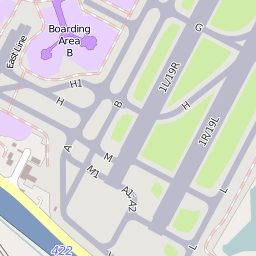 Boarding
Area
B
East Line
G
1L/19R
H1
H
B
H
1R/19L
A
M
M1
A1, A2
L
L
L
422